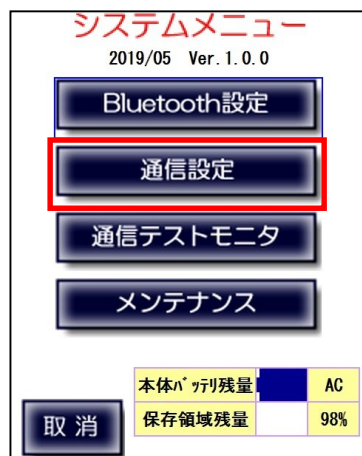 システムメニュー
2019/05 Ver.1.0.0
Bluetooth設定
通信設定
通信テストモニタ
メンテナンス
本体ﾊﾞｯﾃﾘ残量 AC
保存領域残量 98%
取消